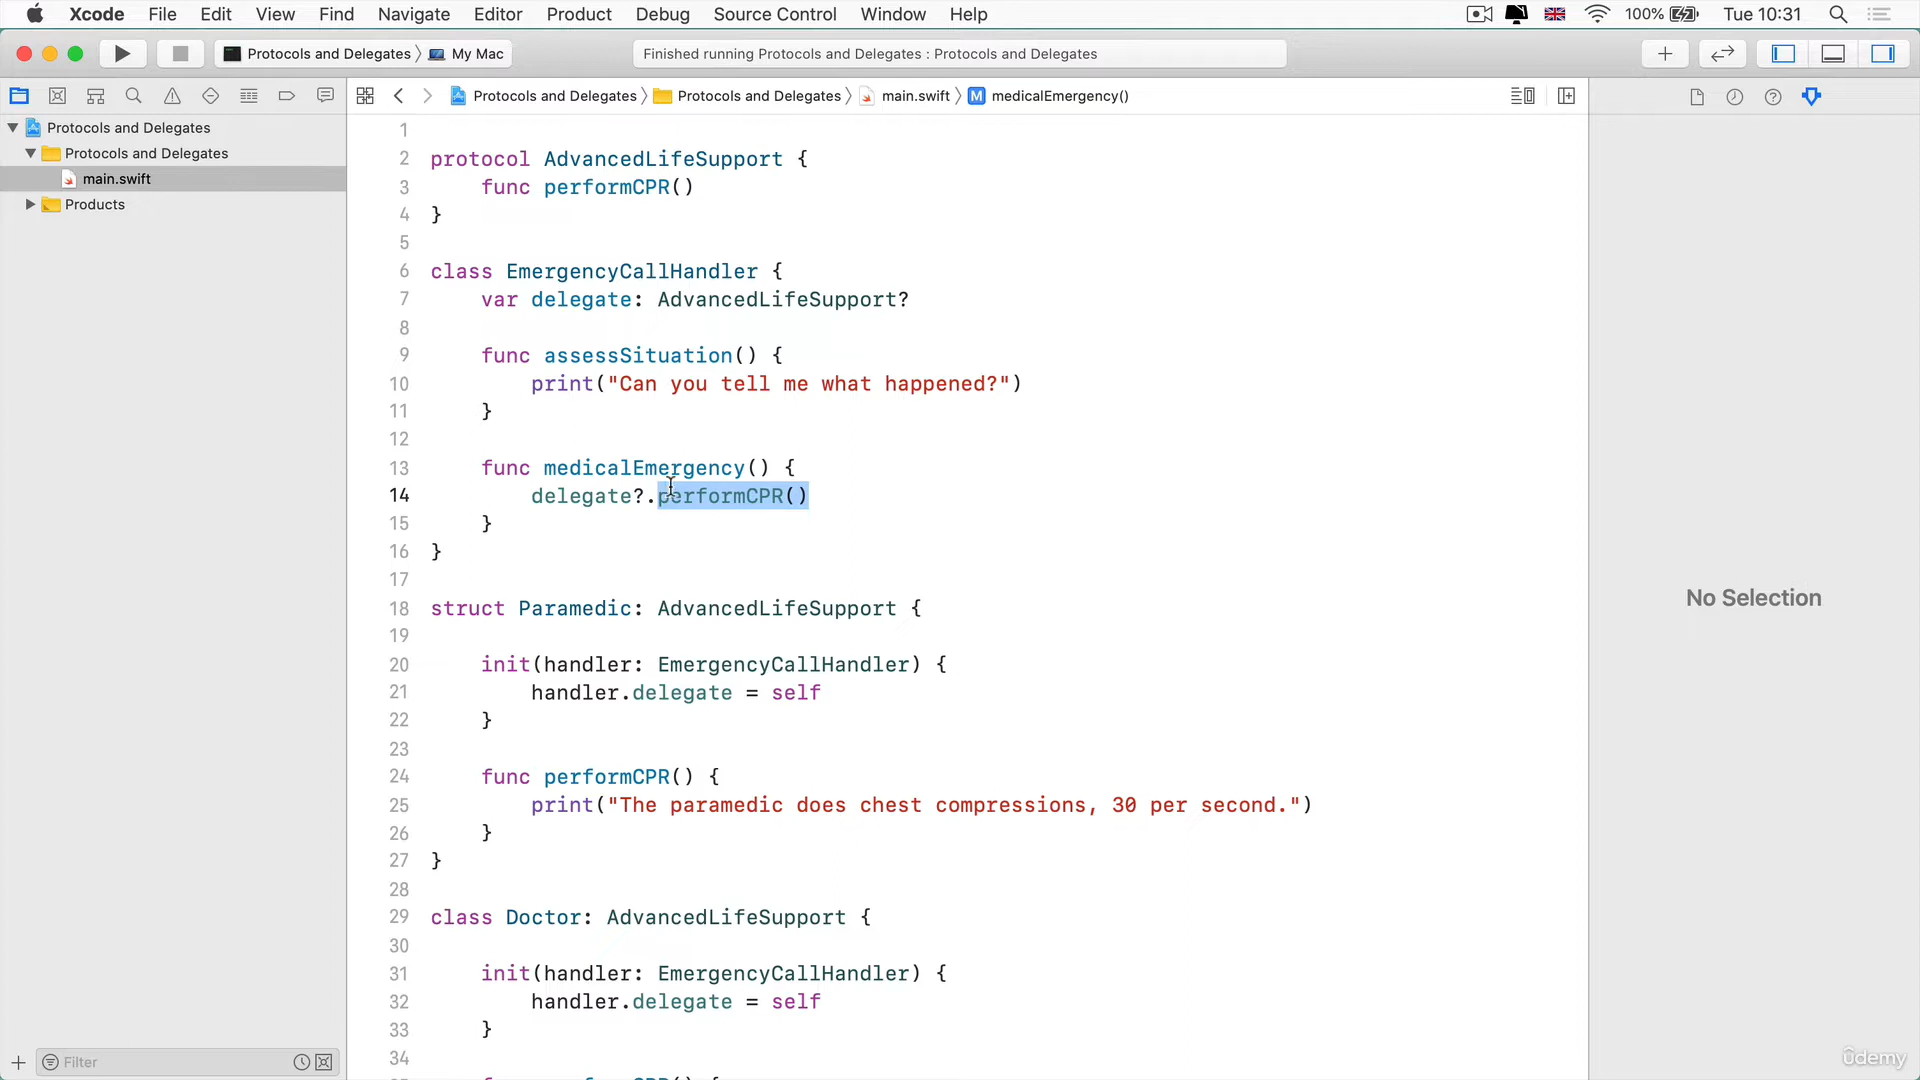 Xcode File Edit View Find Navigate Editor Product Debug Source Control Window Help 100% Tue 10:31
Protocols and Delegates 〉 My Mac
Finished running Protocols and Delegates : Protocols and Delegates
Protocols and Delegates 〉 Protocols and Delegates 〉 main.swift 〉 M medicalEmergency()
Protocols and Delegates
Protocols and Delegates
main.swift
Products
1
2 protocol AdvancedLifeSupport {
3 func performCPR()
4 }
5
6 class EmergencyCallHandler {
7 var delegate: AdvancedLifeSupport?
8
9 func assessSituation() {
10 print("Can you tell me what happened?")
11 }
12
13 func medicalEmergency() {
14 delegate?.performCPR()
15 }
16 }
17
18 struct Paramedic: AdvancedLifeSupport {
19
20 init(handler: EmergencyCallHandler) {
21 handler.delegate = self
22 }
23
24 func performCPR() {
25 print("The paramedic does chest compressions, 30 per second.")
26 }
27 }
28
29 class Doctor: AdvancedLifeSupport {
30
31 init(handler: EmergencyCallHandler) {
32 handler.delegate = self
33 }
34
No Selection
Filter
ûdemy